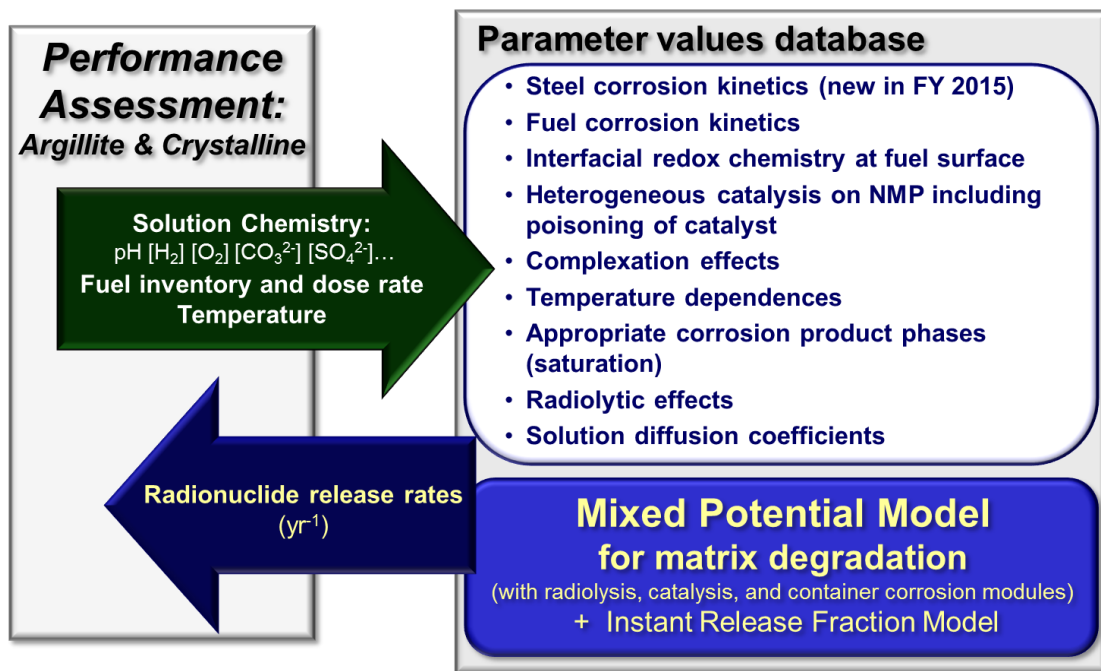 Performance
Assessment:
Argillite & Crystalline
Solution Chemistry:
pH [H₂] [O₂] [CO₃²⁻] [SO₄²⁻]…
Fuel inventory and dose rate
Temperature
Radionuclide release rates
(yr⁻¹)
Parameter values database
• Steel corrosion kinetics (new in FY 2015)
• Fuel corrosion kinetics
• Interfacial redox chemistry at fuel surface
• Heterogeneous catalysis on NMP including
poisoning of catalyst
• Complexation effects
• Temperature dependences
• Appropriate corrosion product phases
(saturation)
• Radiolytic effects
• Solution diffusion coefficients
Mixed Potential Model
for matrix degradation
(with radiolysis, catalysis, and container corrosion modules)
+ Instant Release Fraction Model